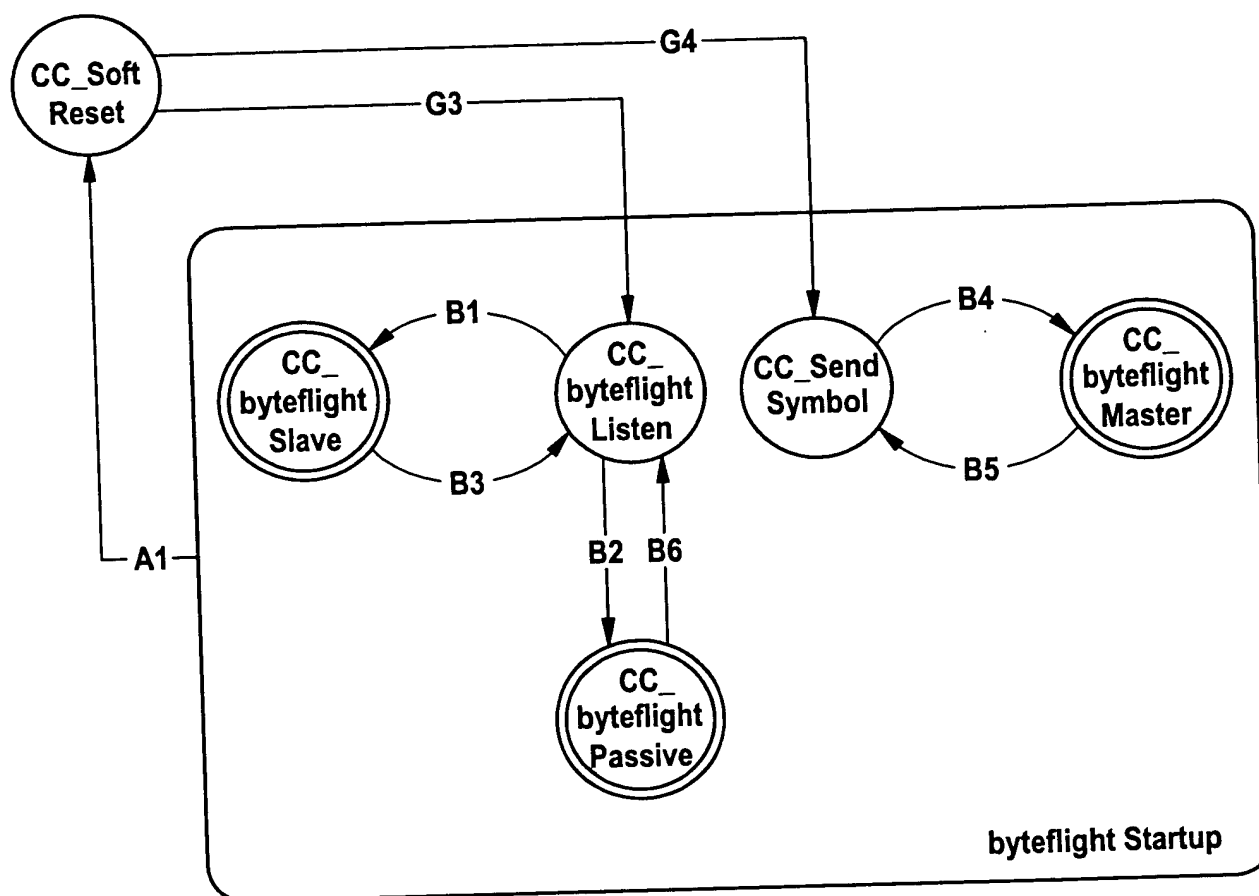 G4
CC_Soft
Reset
G3
B1
B4
CC_
byteflight
Slave
CC_
byteflight
Listen
CC_Send
Symbol
CC_
byteflight
Master
B3
B5
A1
B2
B6
CC_
byteflight
Passive
byteflight Startup